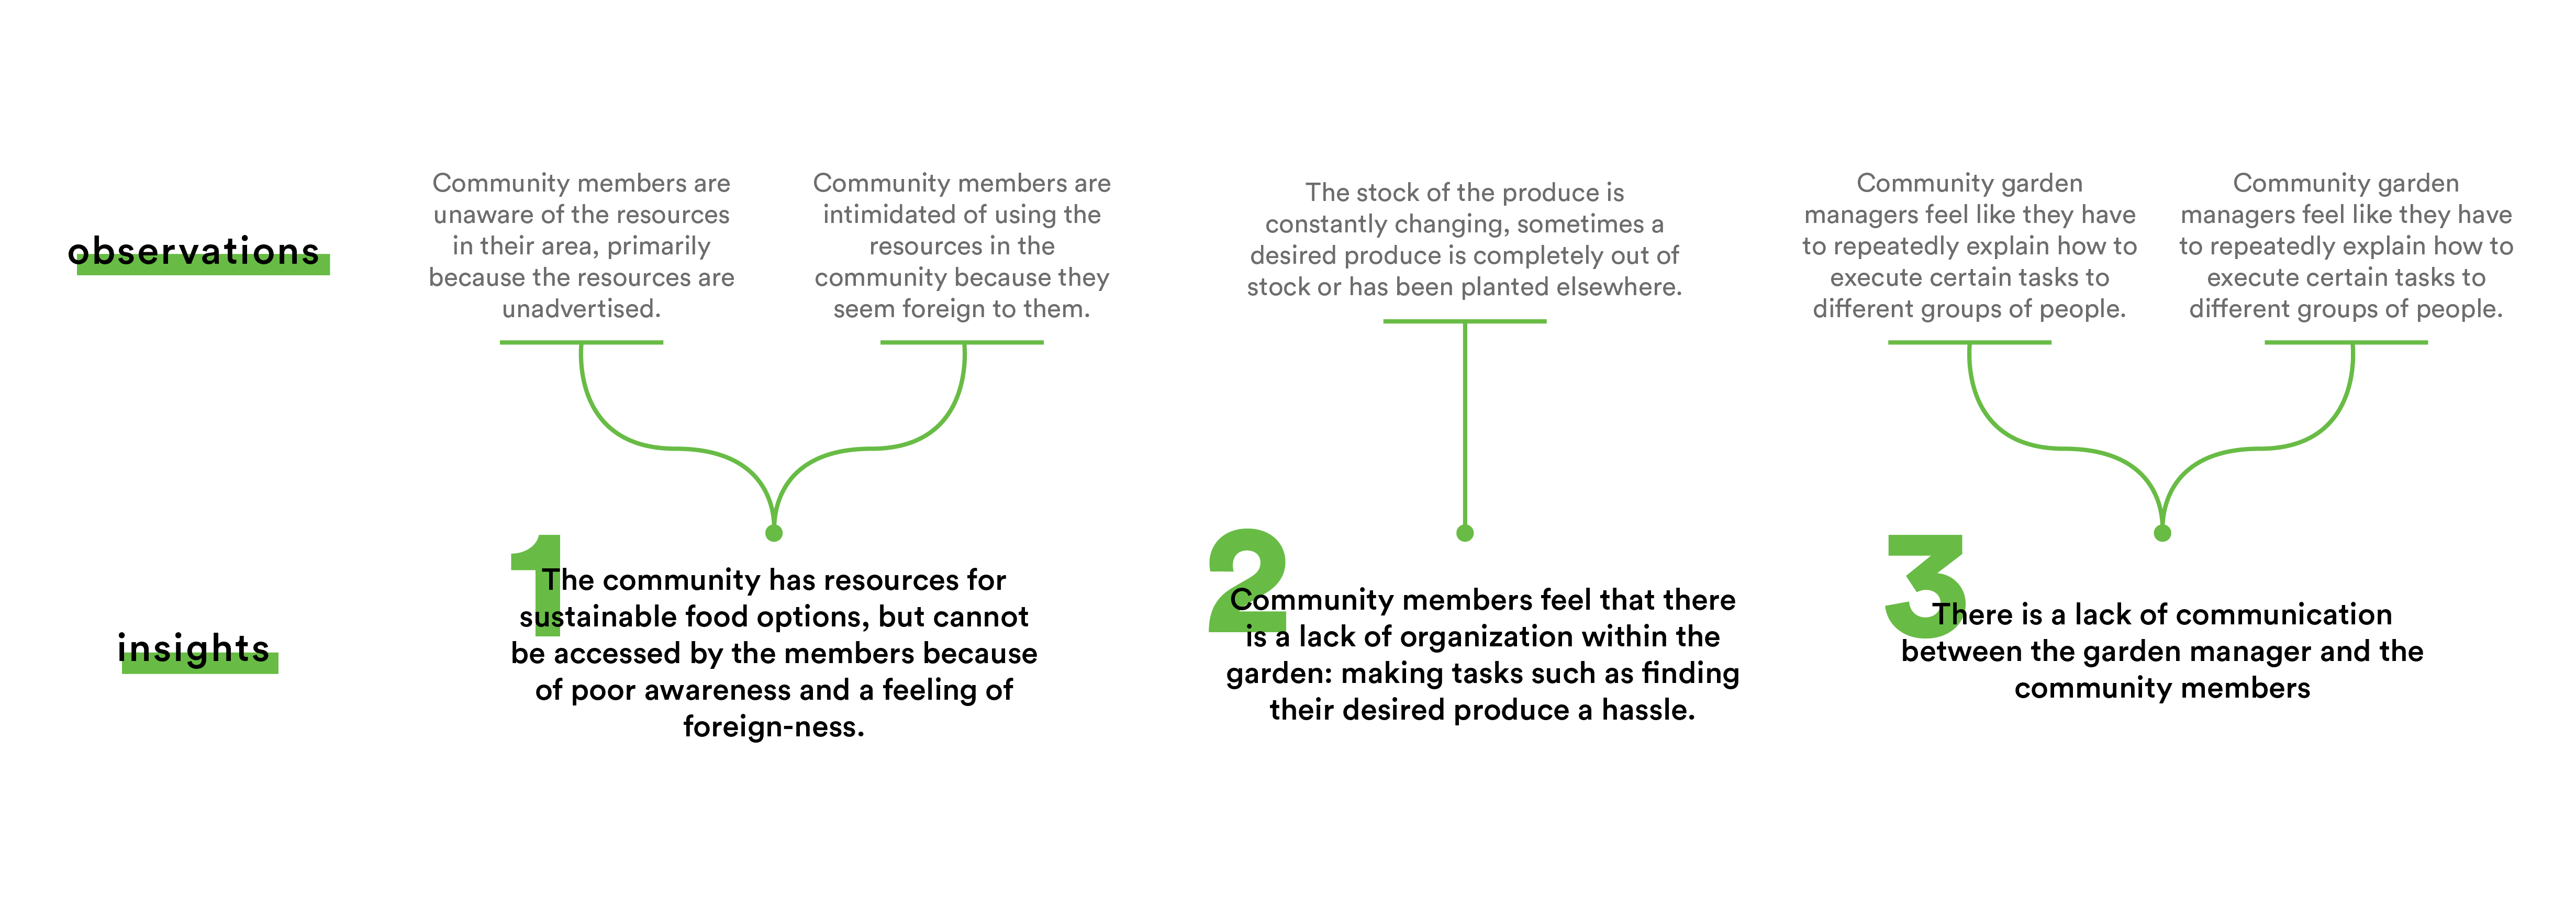 observations
Community members are
unaware of the resources
in their area, primarily
because the resources are
unadvertised.
Community members are
intimidated of using the
resources in the
community because they
seem foreign to them.
The stock of the produce is
constantly changing, sometimes a
desired produce is completely out of
stock or has been planted elsewhere.
Community garden
managers feel like they have
to repeatedly explain how to
execute certain tasks to
different groups of people.
Community garden
managers feel like they have
to repeatedly explain how to
execute certain tasks to
different groups of people.
insights
1
The community has resources for
sustainable food options, but cannot
be accessed by the members because
of poor awareness and a feeling of
foreign-ness.
2
Community members feel that there
is a lack of organization within the
garden: making tasks such as finding
their desired produce a hassle.
3
There is a lack of communication
between the garden manager and the
community members